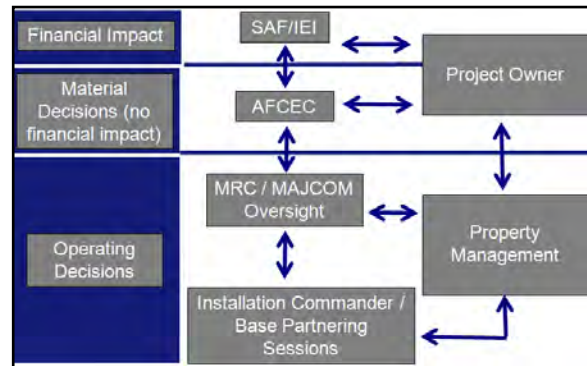 Financial Impact
SAF/IEI
Project Owner
Material
Decisions (no
financial impact)
AFCEC
MRC / MAJCOM
Oversight
Property
Management
Operating
Decisions
Installation Commander /
Base Partnering
Sessions